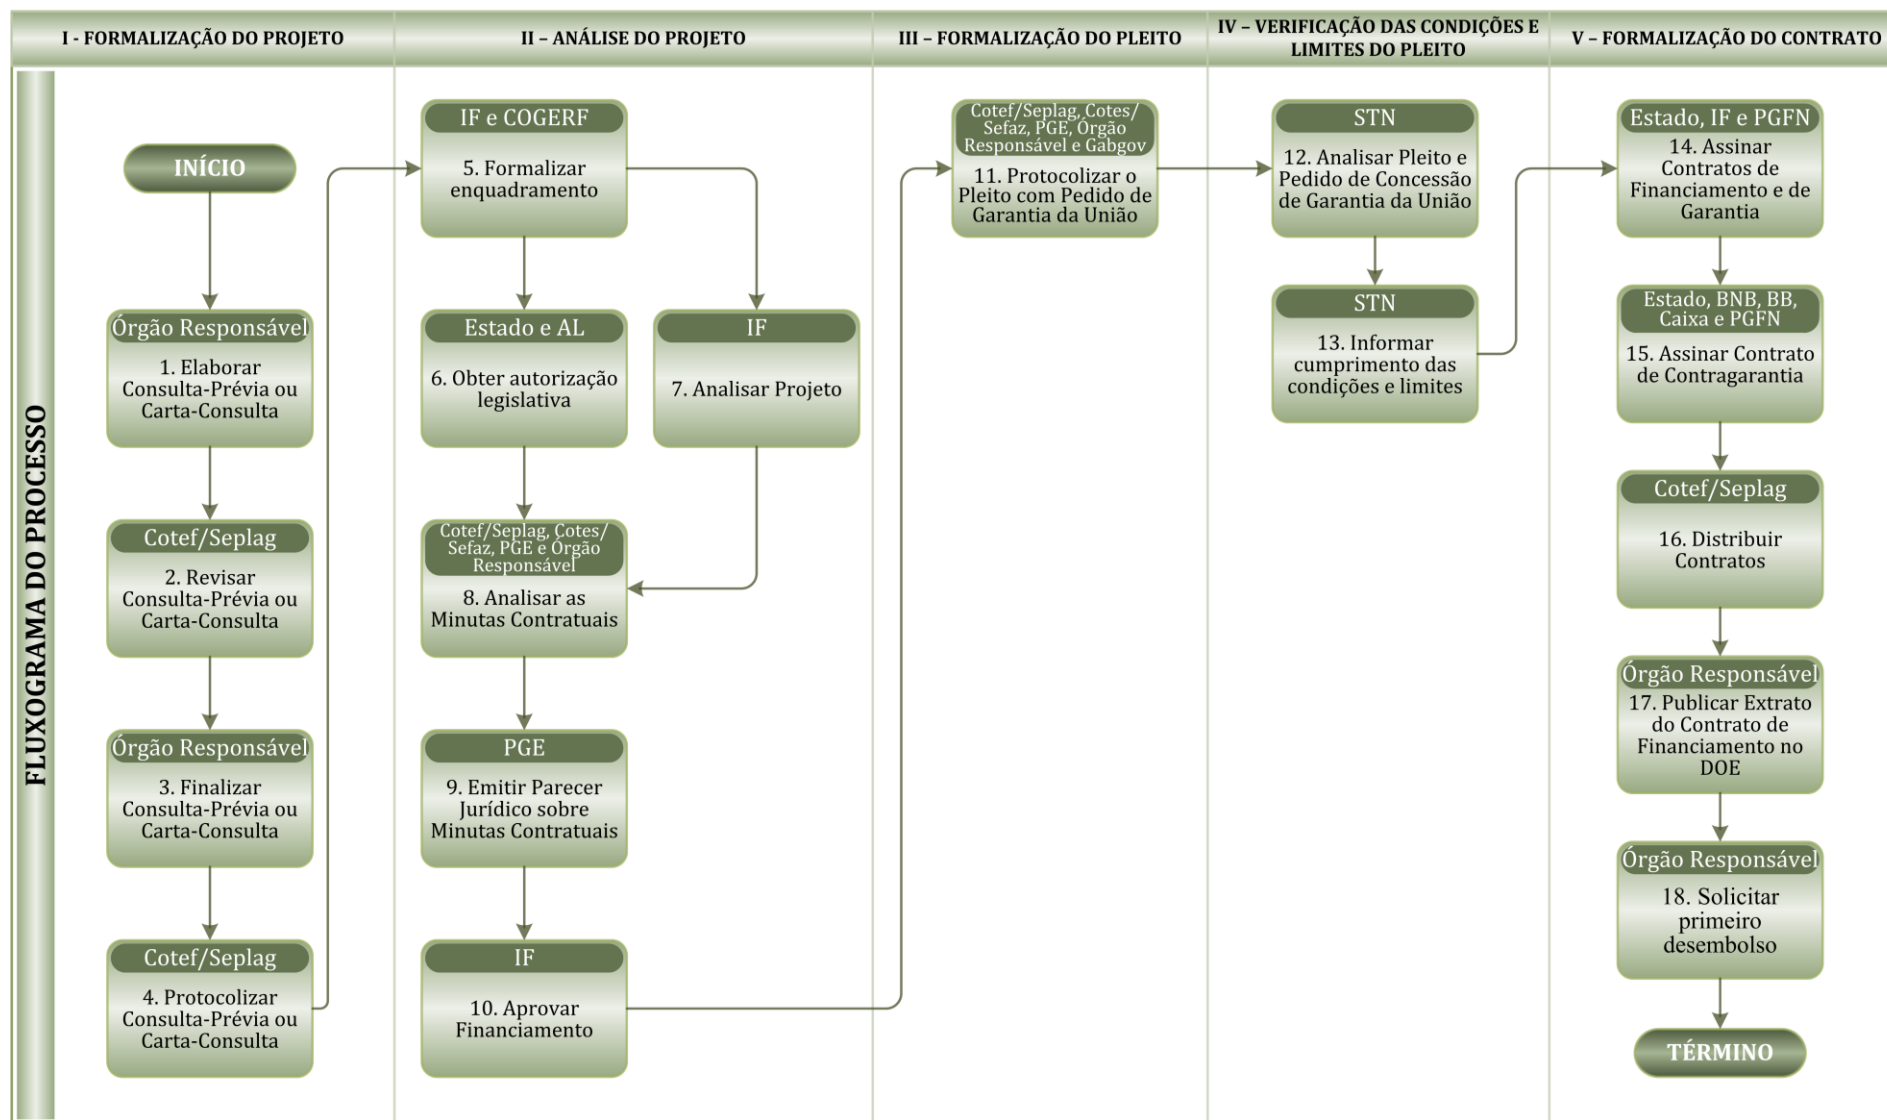 I - FORMALIZAÇÃO DO PROJETO
II – ANÁLISE DO PROJETO
III – FORMALIZAÇÃO DO PLEITO
IV – VERIFICAÇÃO DAS CONDIÇÕES E
LIMITES DO PLEITO
V – FORMALIZAÇÃO DO CONTRATO
FLUXOGRAMA DO PROCESSO
INÍCIO
Órgão Responsável
1. Elaborar
Consulta-Prévia ou
Carta-Consulta
Cotef/Seplag
2. Revisar
Consulta-Prévia ou
Carta-Consulta
Órgão Responsável
3. Finalizar
Consulta-Prévia ou
Carta-Consulta
Cotef/Seplag
4. Protocolizar
Consulta-Prévia ou
Carta-Consulta
IF e COGERF
5. Formalizar
enquadramento
Estado e AL
6. Obter autorização
legislativa
IF
7. Analisar Projeto
Cotef/Seplag, Cotes/
Sefaz, PGE e Órgão
Responsável
8. Analisar as
Minutas Contratuais
PGE
9. Emitir Parecer
Jurídico sobre
Minutas Contratuais
IF
10. Aprovar
Financiamento
Cotef/Seplag, Cotes/
Sefaz, PGE, Órgão
Responsável e Gabgov
11. Protocolizar o
Pleito com Pedido de
Garantia da União
STN
12. Analisar Pleito e
Pedido de Concessão
de Garantia da União
STN
13. Informar
cumprimento das
condições e limites
Estado, IF e PGFN
14. Assinar
Contratos de
Financiamento e de
Garantia
Estado, BNB, BB,
Caixa e PGFN
15. Assinar Contrato
de Contragarantia
Cotef/Seplag
16. Distribuir
Contratos
Órgão Responsável
17. Publicar Extrato
do Contrato de
Financiamento no
DOE
Órgão Responsável
18. Solicitar
primeiro
desembolso
TÉRMINO